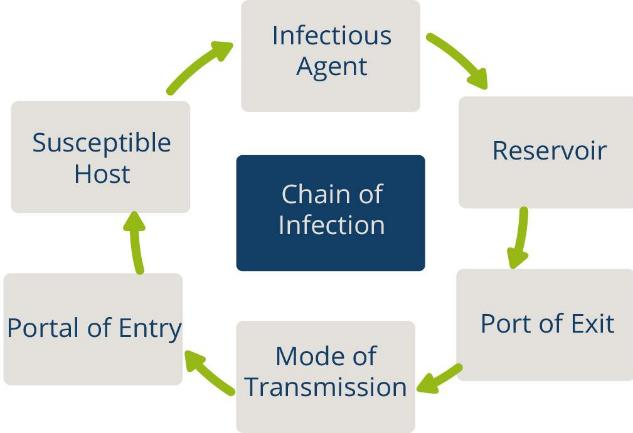 Infectious
Agent
Reservoir
Port of Exit
Mode of
Transmission
Portal of Entry
Susceptible
Host
Chain of
Infection